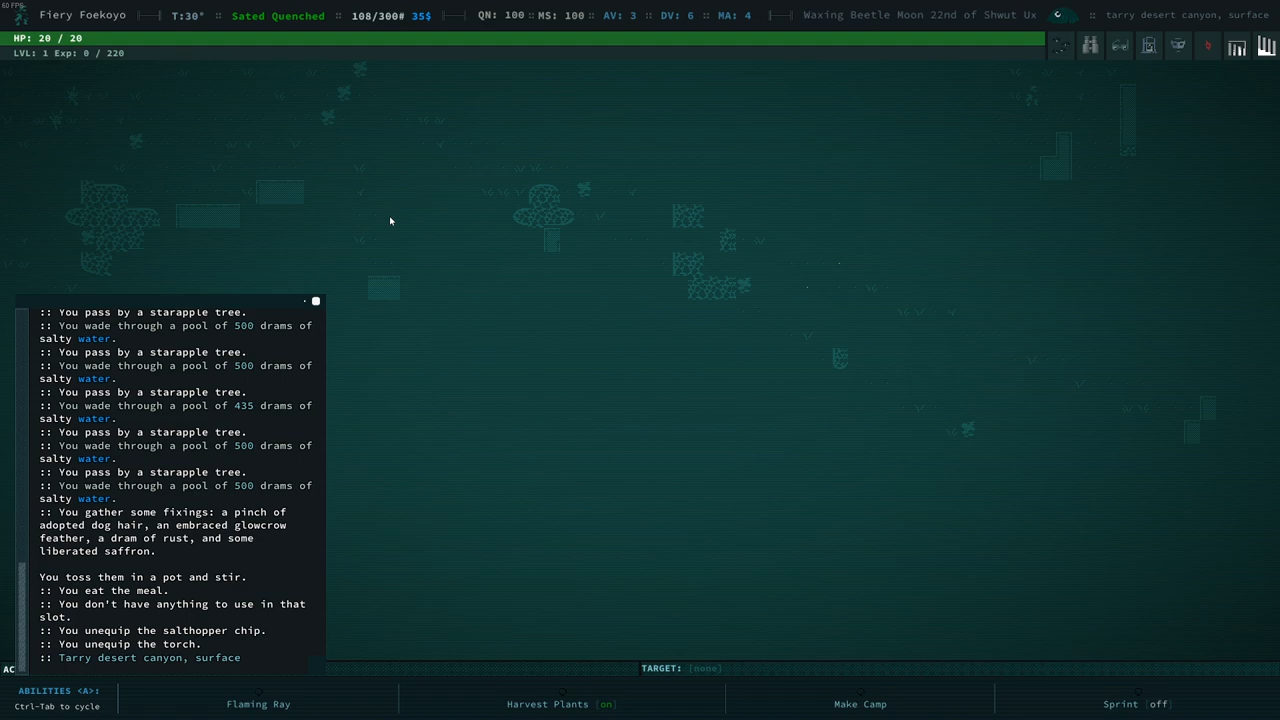 60 FPS
Fiery Foekoyo T:30° :: Sated Quenched :: 108/300# 35$ QN: 100 :: MS: 100 :: AV: 3 :: DV: 6 :: MA: 4 Waxing Beetle Moon 22nd of Shwut Ux :: tarry desert canyon, surface
HP: 20 / 20
LVL: 1 Exp: 0 / 220
:: You pass by a starapple tree.
:: You wade through a pool of 500 drams of
salty water.
:: You pass by a starapple tree.
:: You wade through a pool of 500 drams of
salty water.
:: You pass by a starapple tree.
:: You wade through a pool of 435 drams of
salty water.
:: You pass by a starapple tree.
:: You wade through a pool of 500 drams of
salty water.
:: You pass by a starapple tree.
:: You wade through a pool of 500 drams of
salty water.
:: You gather some fixings: a pinch of
adopted dog hair, an embraced glowcrow
feather, a dram of rust, and some
liberated saffron.
You toss them in a pot and stir.
:: You eat the meal.
:: You don't have anything to use in that
slot.
:: You unequip the salthopper chip.
:: You unequip the torch.
:: Tarry desert canyon, surface
AC
TARGET: [none]
ABILITIES <A>:
Ctrl-Tab to cycle
Flaming Ray
Harvest Plants [on]
Make Camp
Sprint [off]